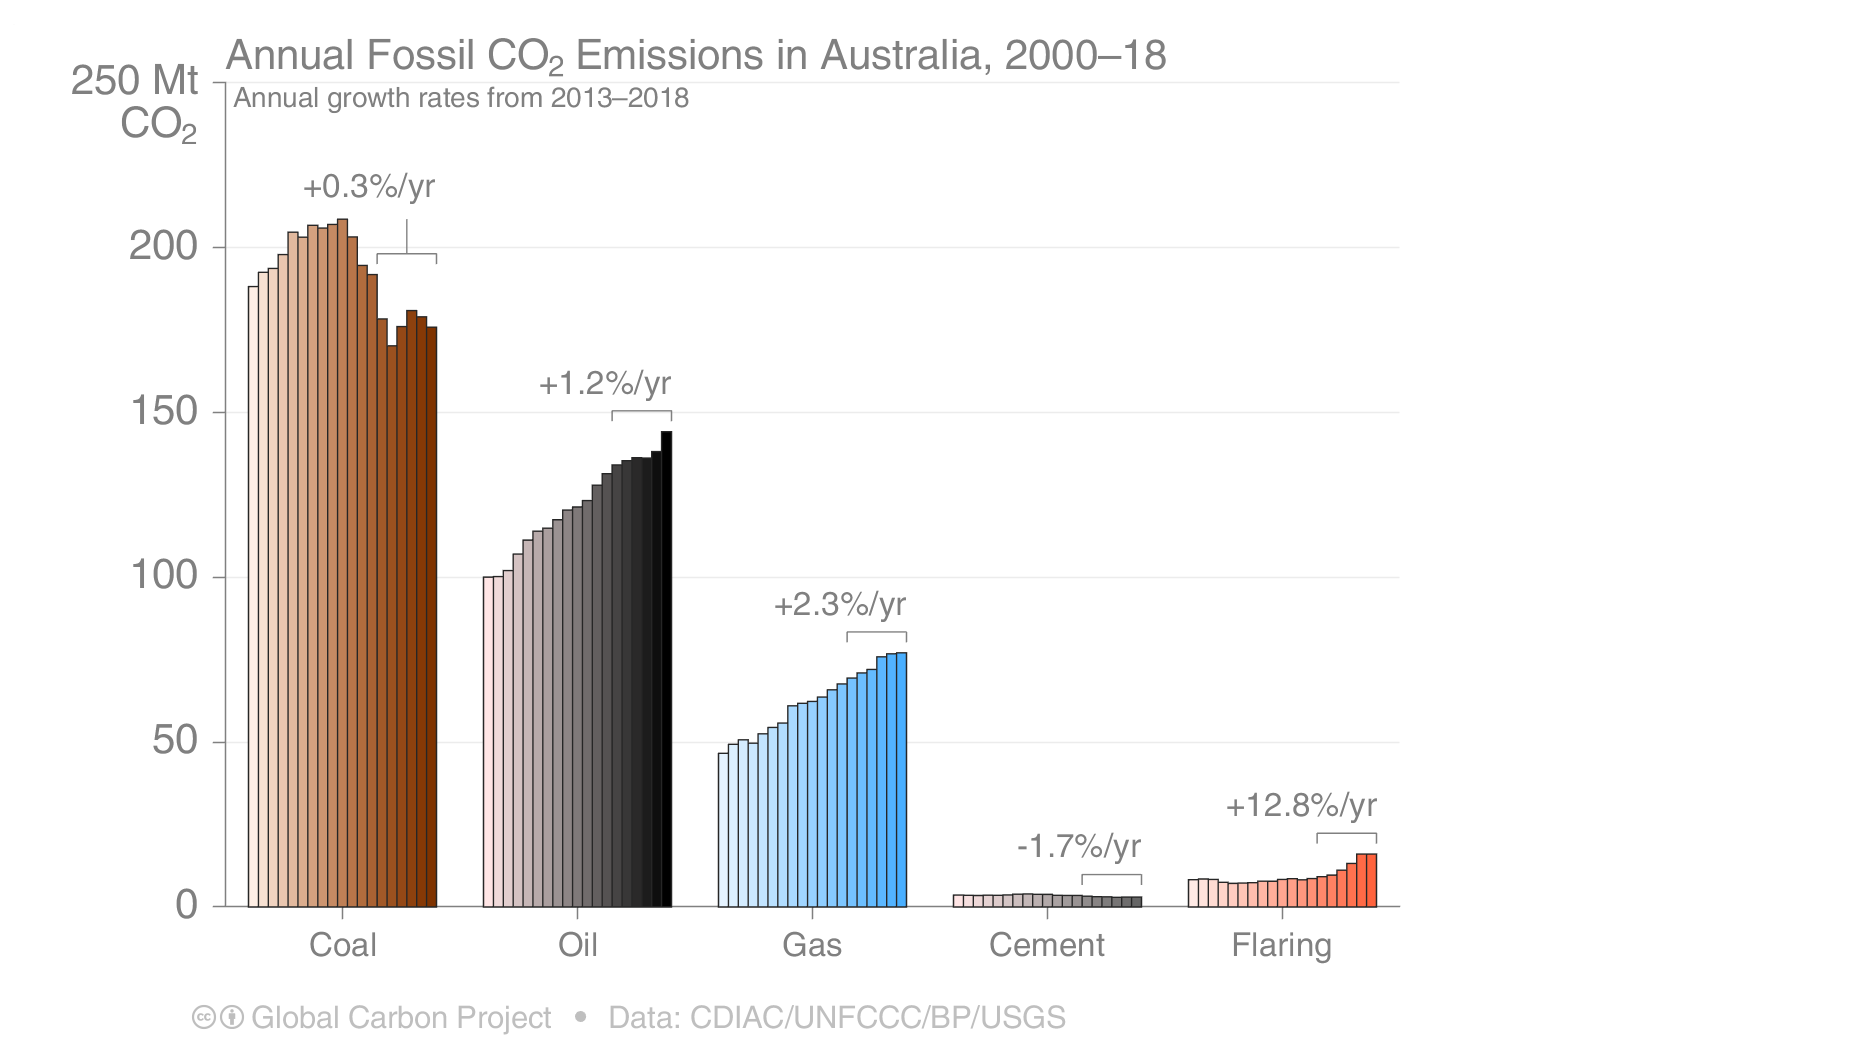 Annual Fossil CO₂ Emissions in Australia, 2000–18
Annual growth rates from 2013–2018
250 Mt
CO₂
200
150
100
50
0
+0.3%/yr
+1.2%/yr
+2.3%/yr
-1.7%/yr
+12.8%/yr
Coal
Oil
Gas
Cement
Flaring
cc Global Carbon Project • Data: CDIAC/UNFCCC/BP/USGS